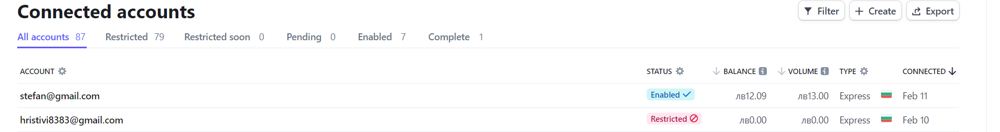 Connected accounts
Filter Create Export
All accounts 87 Restricted 79 Restricted soon 0 Pending 0 Enabled 7 Complete 1
ACCOUNT STATUS BALANCE VOLUME TYPE CONNECTED
stefan@gmail.com Enabled лв12.09 лв13.00 Express Feb 11
hristivi8383@gmail.com Restricted лв0.00 лв0.00 Express Feb 10